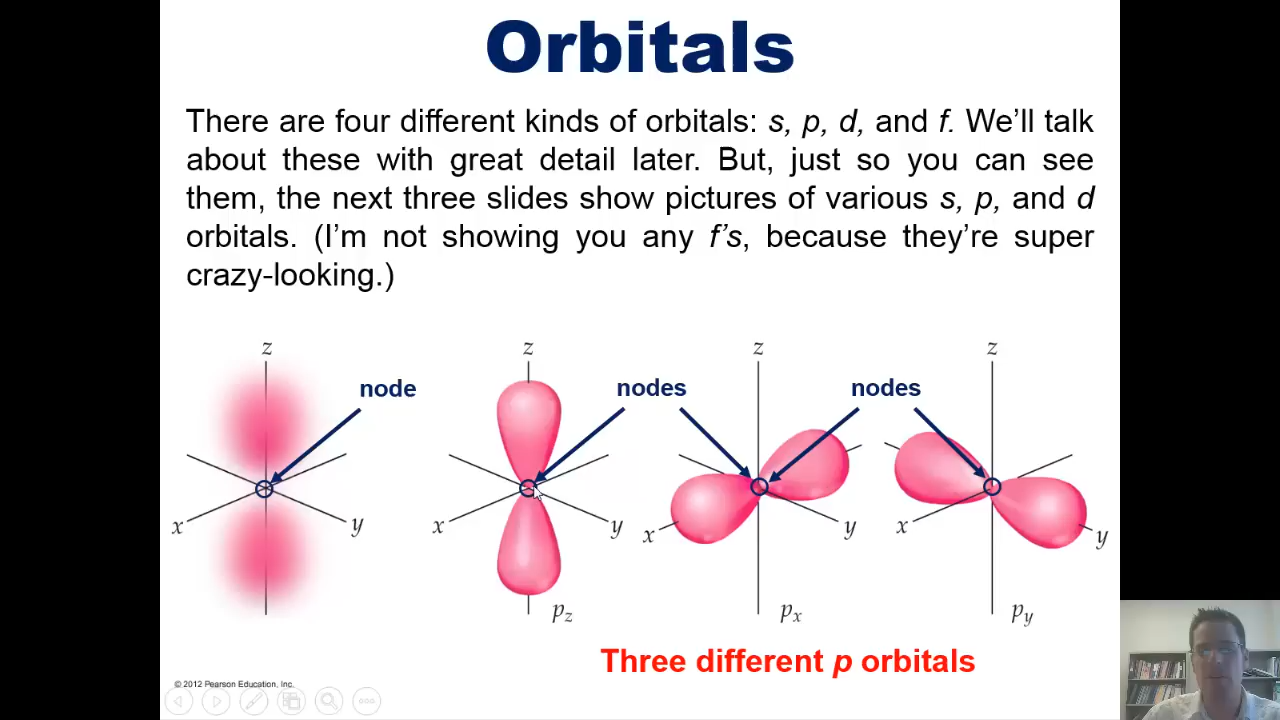 Orbitals
There are four different kinds of orbitals: s, p, d, and f. We'll talk
about these with great detail later. But, just so you can see
them, the next three slides show pictures of various s, p, and d
orbitals. (I'm not showing you any f's, because they're super
crazy-looking.)
z z z z
node nodes nodes
x y x y x y x y
pz px py
Three different p orbitals
© 2012 Pearson Education, Inc.